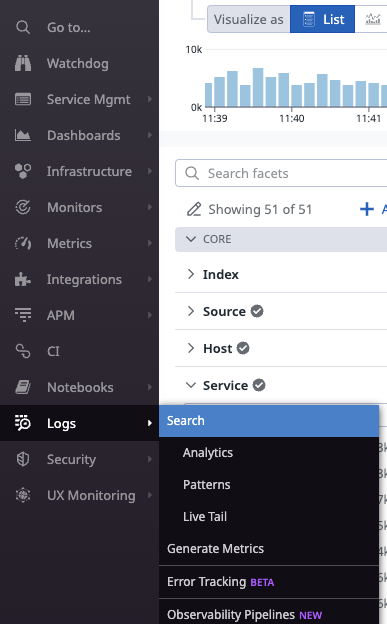 Go to...
Watchdog
Service Mgmt
Dashboards
Infrastructure
Monitors
Metrics
Integrations
APM
CI
Notebooks
Logs
Security
UX Monitoring
Visualize as List
10k
0k
11:39 11:40 11:41
Search facets
Showing 51 of 51
CORE
Index
Source
Host
Service
Search
Analytics
Patterns
Live Tail
Generate Metrics
Error Tracking BETA
Observability Pipelines NEW